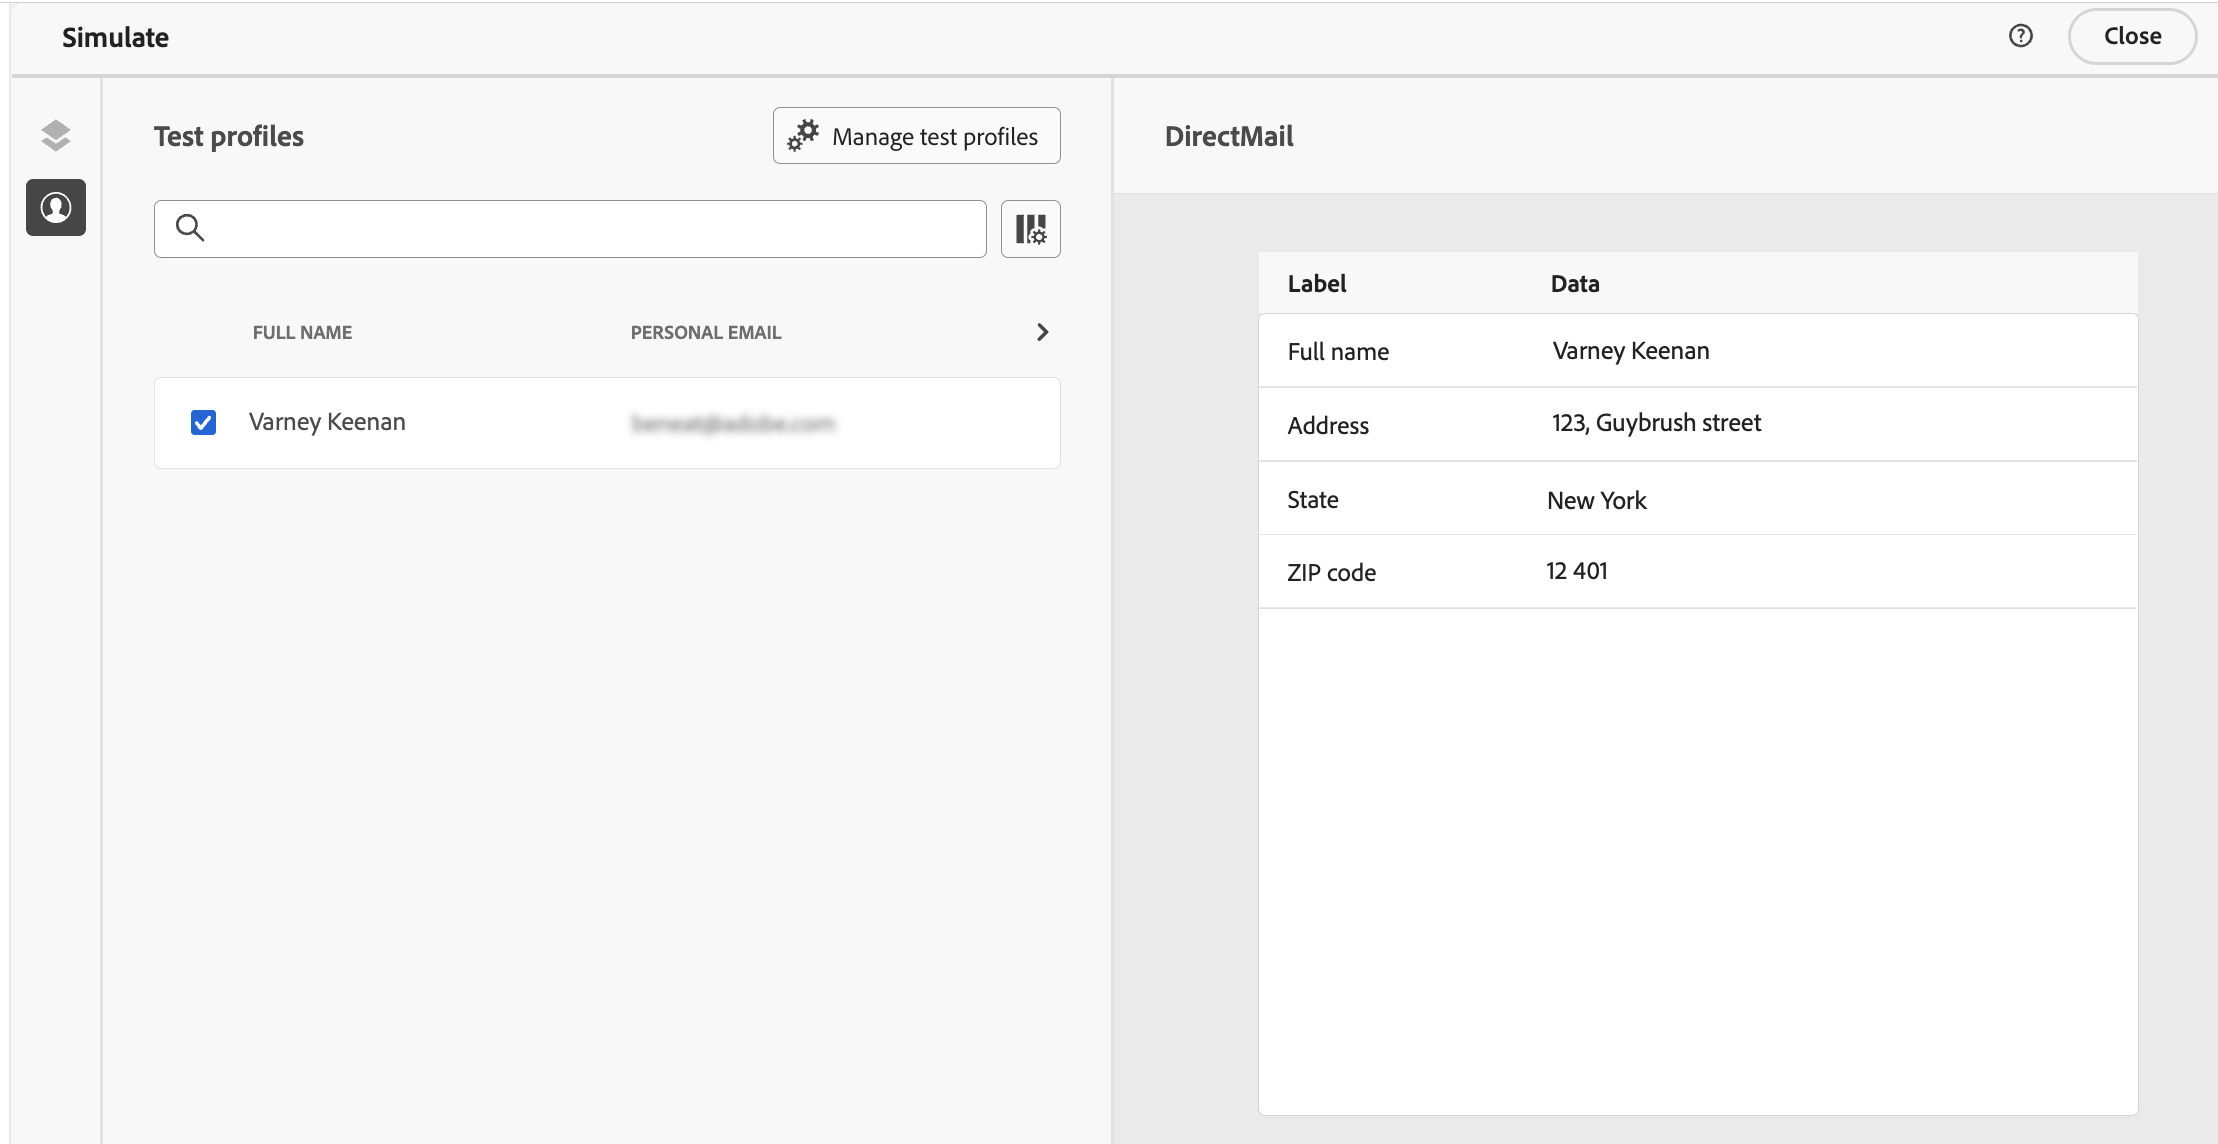 Simulate
Close
Test profiles
Manage test profiles
DirectMail
FULL NAME
PERSONAL EMAIL
Varney Keenan
Label Data
Full name Varney Keenan
Address 123, Guybrush street
State New York
ZIP code 12 401